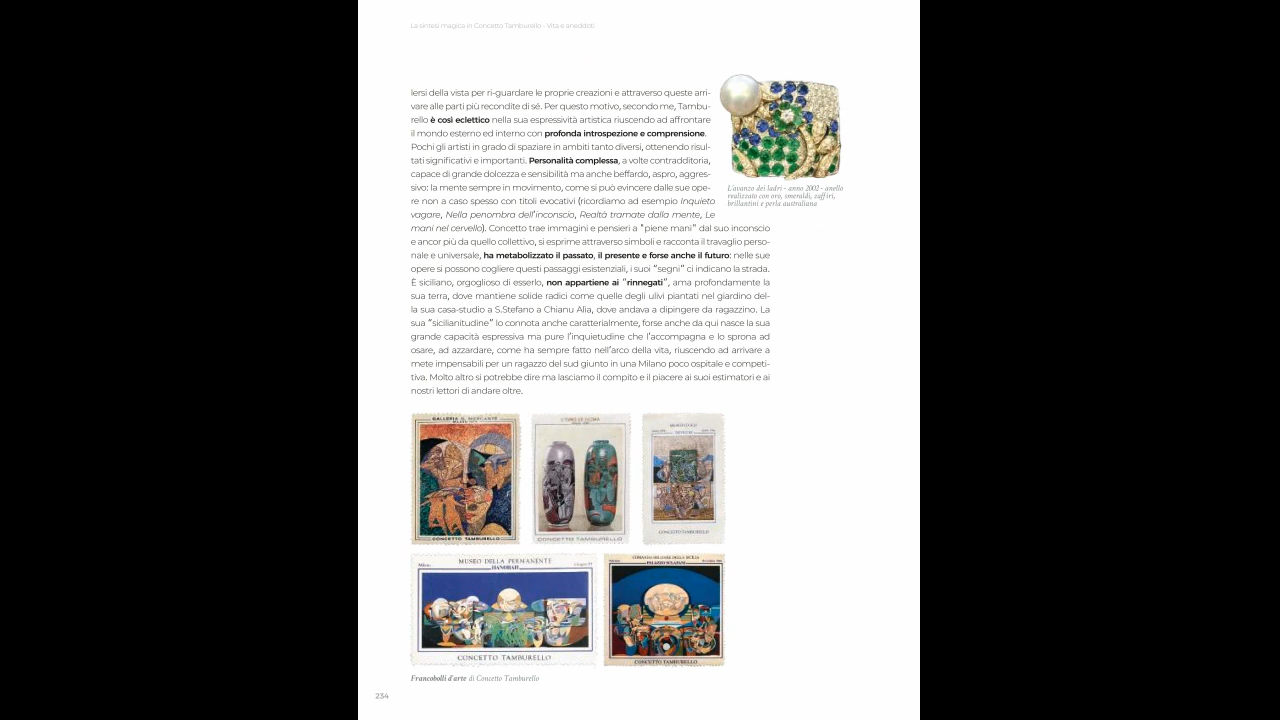 La sintesi magica in Concetto Tamburello - Vita e aneddoti
lersi della vista per ri-guardare le proprie creazioni e attraverso queste arri-
vare alle parti più recondite di sé. Per questo motivo, secondo me, Tambu-
rello è così eclettico nella sua espressività artistica riuscendo ad affrontare
il mondo esterno ed interno con profonda introspezione e comprensione.
Pochi gli artisti in grado di spaziare in ambiti tanto diversi, ottenendo risul-
tati significativi e importanti. Personalità complessa, a volte contradditoria,
capace di grande dolcezza e sensibilità ma anche beffardo, aspro, aggres-
sivo: la mente sempre in movimento, come si può evincere dalle sue ope-
re non a caso spesso con titoli evocativi (ricordiamo ad esempio Inquieto
vagare, Nella penombra dell'inconscio, Realtà tramate dalla mente, Le
mani nel cervello). Concetto trae immagini e pensieri a "piene mani" dal suo inconscio
e ancor più da quello collettivo, si esprime attraverso simboli e racconta il travaglio perso-
nale e universale, ha metabolizzato il passato, il presente e forse anche il futuro: nelle sue
opere si possono cogliere questi passaggi esistenziali, i suoi "segni" ci indicano la strada.
È siciliano, orgoglioso di esserlo, non appartiene ai "rinnegati", ama profondamente la
sua terra, dove mantiene solide radici come quelle degli ulivi piantati nel giardino del-
la sua casa-studio a S.Stefano a Chianu Alia, dove andava a dipingere da ragazzino. La
sua "sicilianitudine" lo connota anche caratterialmente, forse anche da qui nasce la sua
grande capacità espressiva ma pure l'inquietudine che l'accompagna e lo sprona ad
osare, ad azzardare, come ha sempre fatto nell'arco della vita, riuscendo ad arrivare a
mete impensabili per un ragazzo del sud giunto in una Milano poco ospitale e competi-
tiva. Molto altro si potrebbe dire ma lasciamo il compito e il piacere ai suoi estimatori e ai
nostri lettori di andare oltre.
L'avanzo dei ladri - anno 2002 - anello
realizzato con oro, smeraldi, zaffiri,
brillantini e perla australiana
GALLERIA IL MERCANTE
CONCETTO TAMBURELLO
CONCETTO TAMBURELLO
CONCETTO TAMBURELLO
MUSEO DELLA PERMANENTE
Milano
CONCETTO TAMBURELLO
COMANDO MILITARE DELLA SICILIA
PALAZZO SCLAFANI
CONCETTO TAMBURELLO
Francobolli d'arte di Concetto Tamburello
234